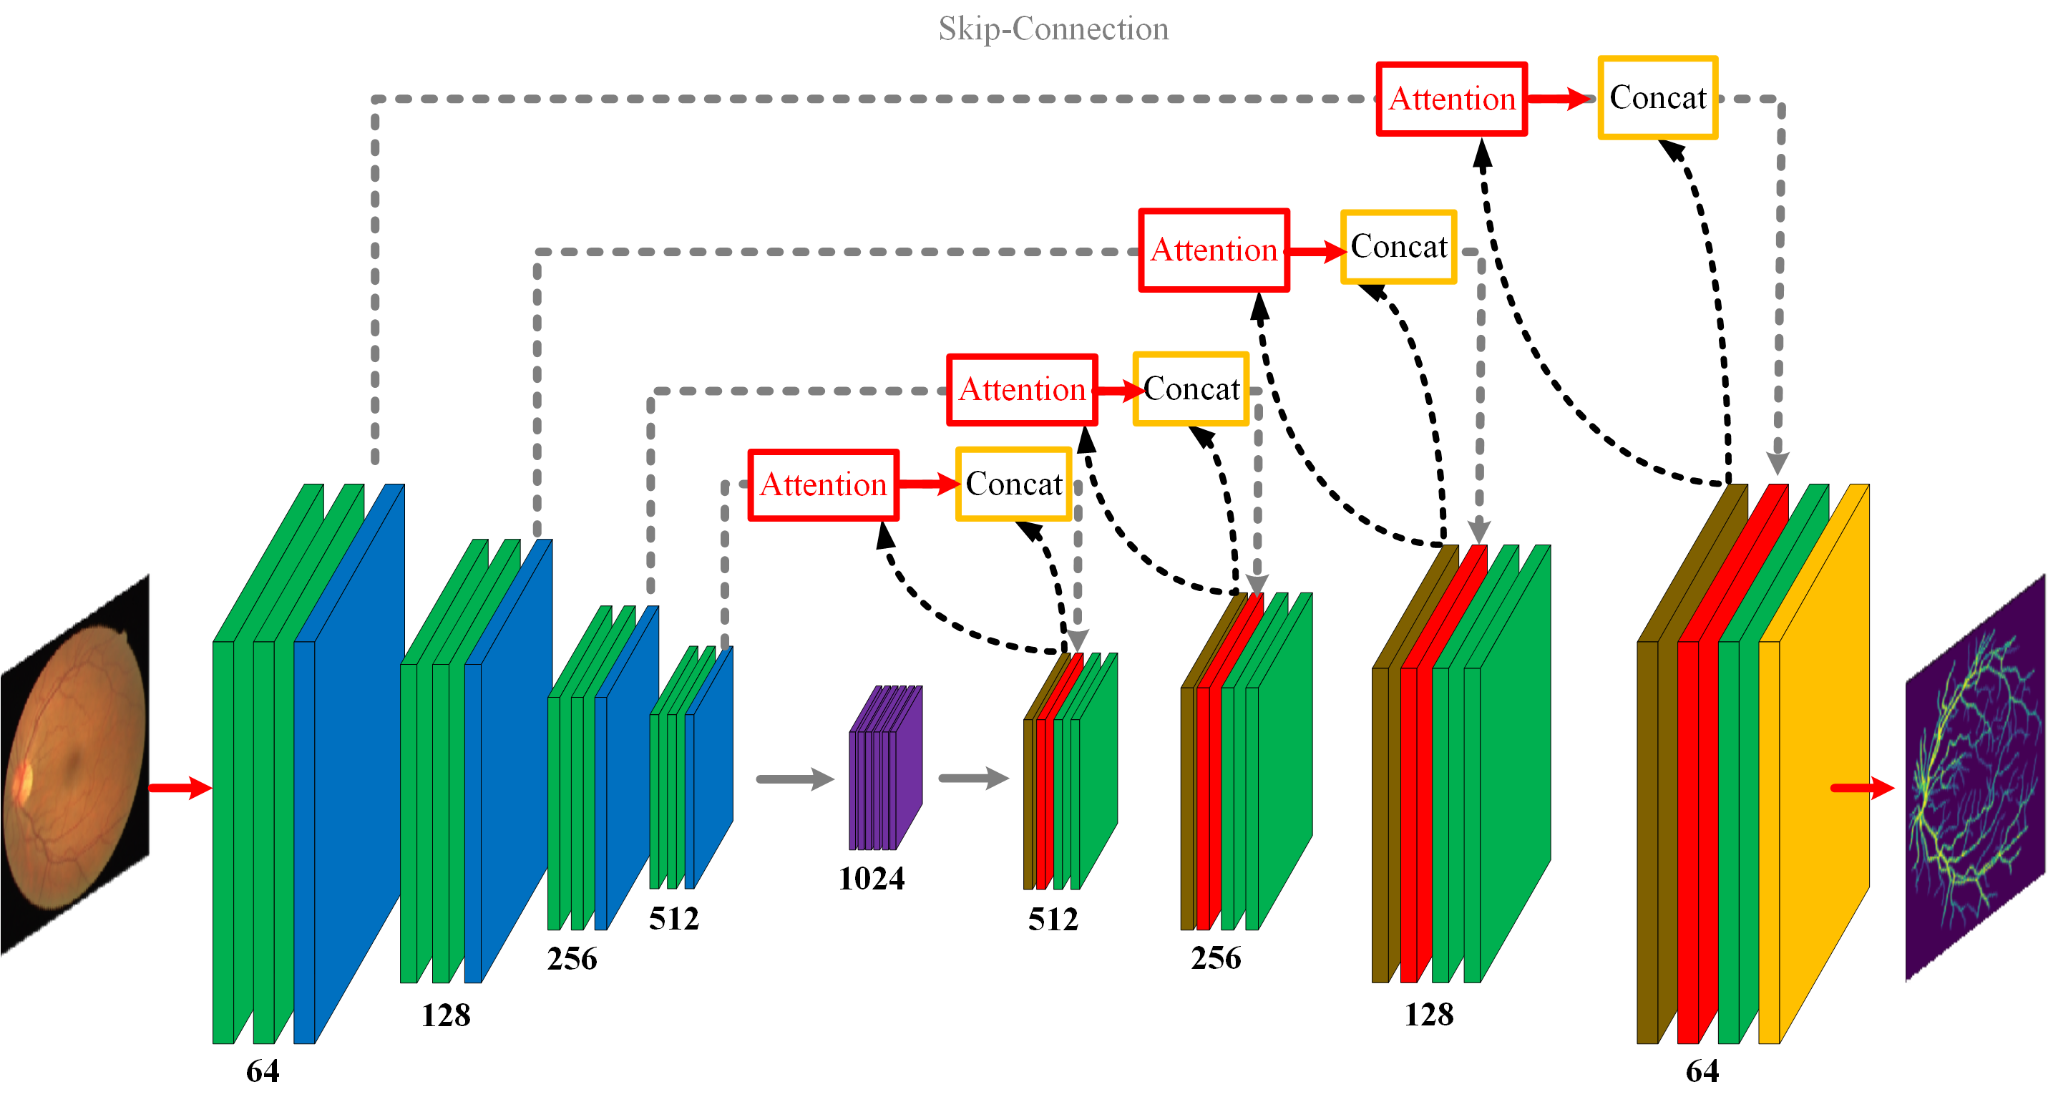 Skip-Connection
Attention
Concat
Attention
Concat
Attention
Concat
Attention
Concat
1024
512
512
256
256
128
128
64
64